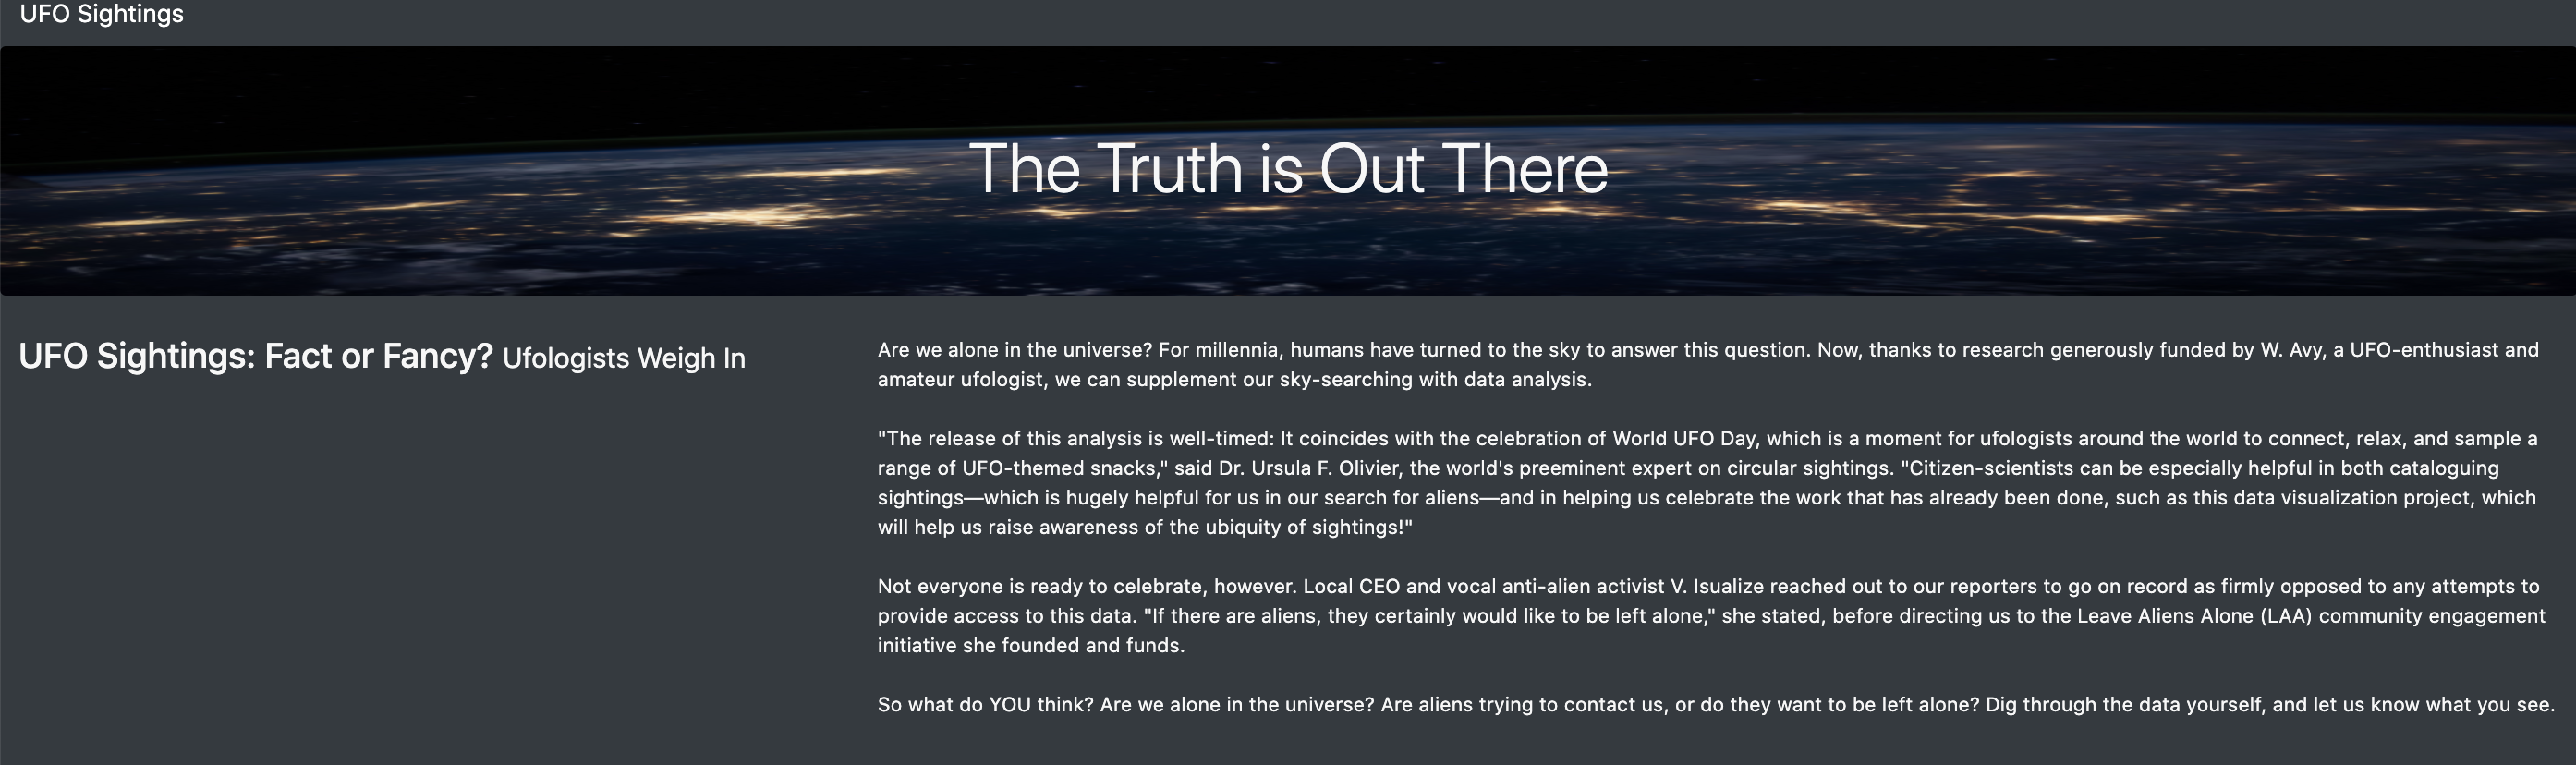 UFO Sightings
The Truth is Out There
UFO Sightings: Fact or Fancy? Ufologists Weigh In
Are we alone in the universe? For millennia, humans have turned to the sky to answer this question. Now, thanks to research generously funded by W. Avy, a UFO-enthusiast and
amateur ufologist, we can supplement our sky-searching with data analysis.
"The release of this analysis is well-timed: It coincides with the celebration of World UFO Day, which is a moment for ufologists around the world to connect, relax, and sample a
range of UFO-themed snacks," said Dr. Ursula F. Olivier, the world's preeminent expert on circular sightings. "Citizen-scientists can be especially helpful in both cataloguing
sightings—which is hugely helpful for us in our search for aliens—and in helping us celebrate the work that has already been done, such as this data visualization project, which
will help us raise awareness of the ubiquity of sightings!"
Not everyone is ready to celebrate, however. Local CEO and vocal anti-alien activist V. Isualize reached out to our reporters to go on record as firmly opposed to any attempts to
provide access to this data. "If there are aliens, they certainly would like to be left alone," she stated, before directing us to the Leave Aliens Alone (LAA) community engagement
initiative she founded and funds.
So what do YOU think? Are we alone in the universe? Are aliens trying to contact us, or do they want to be left alone? Dig through the data yourself, and let us know what you see.